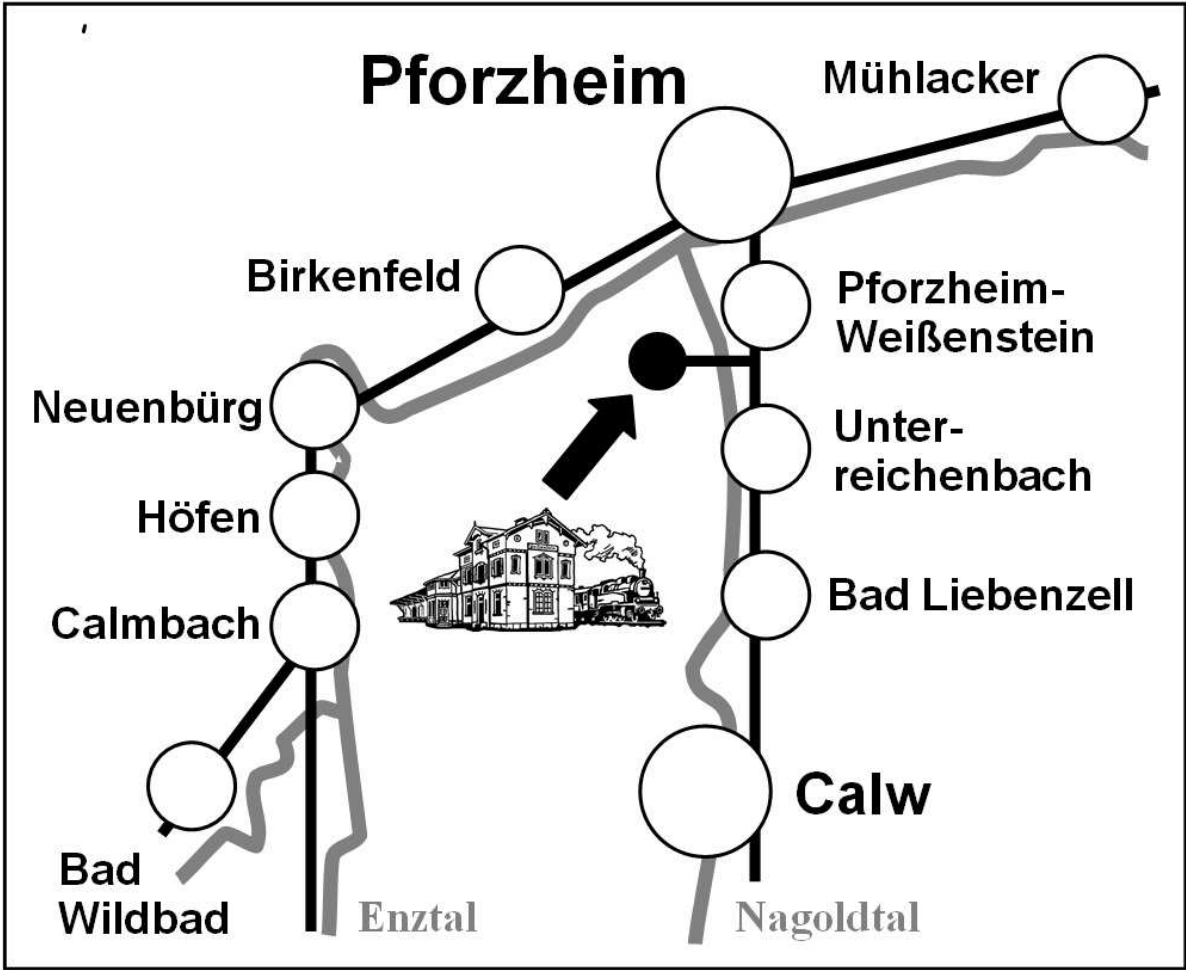 Pforzheim
Mühlacker
Birkenfeld
Pforzheim-
Weißenstein
Neuenbürg
Unter-
reichenbach
Höfen
Bad Liebenzell
Calmbach
Calw
Bad
Wildbad
Enztal
Nagoldtal